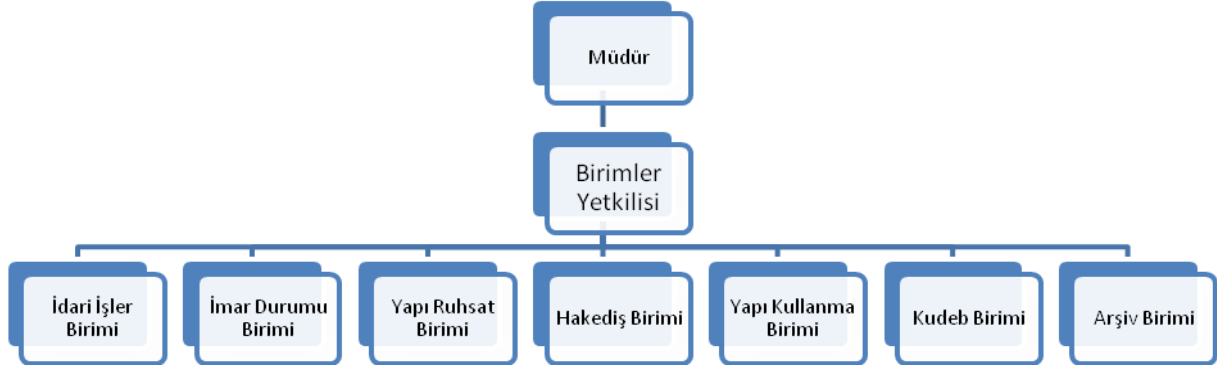 Müdür
Birimler
Yetkilisi
İdari İşler
Birimi
İmar Durumu
Birimi
Yapı Ruhsat
Birimi
Hakediş Birimi
Yapı Kullanma
Birimi
Kudeb Birimi
Arşiv Birimi